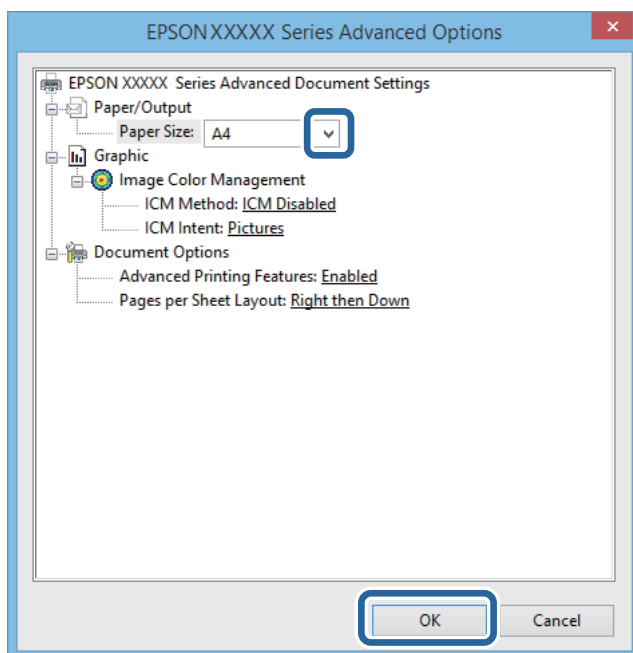 EPSON XXXXX Series Advanced Options
EPSON XXXXX Series Advanced Document Settings
Paper/Output
Paper Size: A4
Graphic
Image Color Management
ICM Method: ICM Disabled
ICM Intent: Pictures
Document Options
Advanced Printing Features: Enabled
Pages per Sheet Layout: Right then Down
OK Cancel